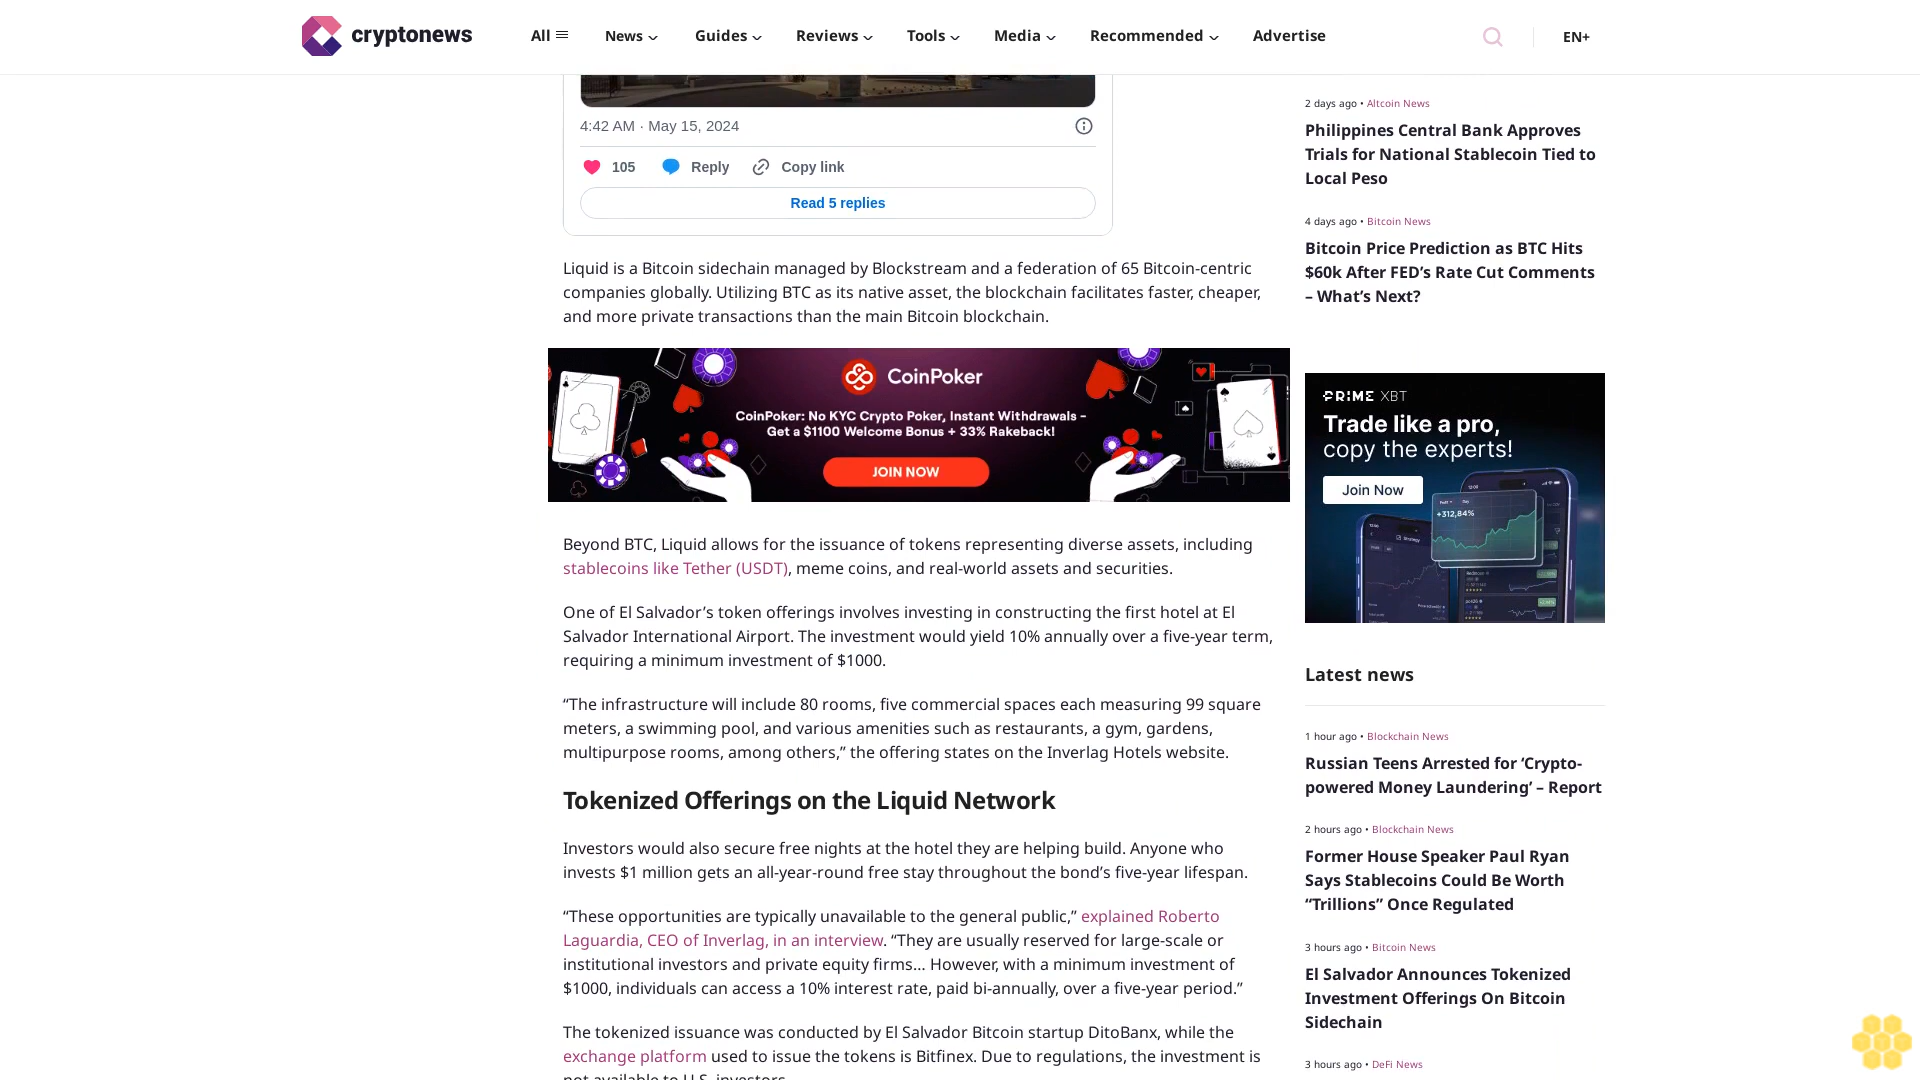 cryptonews
All
News
Guides
Reviews
Tools
Media
Recommended
Advertise
EN+
4:42 AM · May 15, 2024
105
Reply
Copy link
Read 5 replies
Liquid is a Bitcoin sidechain managed by Blockstream and a federation of 65 Bitcoin-centric
companies globally. Utilizing BTC as its native asset, the blockchain facilitates faster, cheaper,
and more private transactions than the main Bitcoin blockchain.
CoinPoker
CoinPoker: No KYC Crypto Poker, Instant Withdrawals –
Get a $1100 Welcome Bonus + 33% Rakeback!
JOIN NOW
Beyond BTC, Liquid allows for the issuance of tokens representing diverse assets, including
stablecoins like Tether (USDT), meme coins, and real-world assets and securities.
One of El Salvador’s token offerings involves investing in constructing the first hotel at El
Salvador International Airport. The investment would yield 10% annually over a five-year term,
requiring a minimum investment of $1000.
“The infrastructure will include 80 rooms, five commercial spaces each measuring 99 square
meters, a swimming pool, and various amenities such as restaurants, a gym, gardens,
multipurpose rooms, among others,” the offering states on the Inverlag Hotels website.
Tokenized Offerings on the Liquid Network
Investors would also secure free nights at the hotel they are helping build. Anyone who
invests $1 million gets an all-year-round free stay throughout the bond’s five-year lifespan.
“These opportunities are typically unavailable to the general public,” explained Roberto
Laguardia, CEO of Inverlag, in an interview. “They are usually reserved for large-scale or
institutional investors and private equity firms… However, with a minimum investment of
$1000, individuals can access a 10% interest rate, paid bi-annually, over a five-year period.”
The tokenized issuance was conducted by El Salvador Bitcoin startup DitoBanx, while the
exchange platform used to issue the tokens is Bitfinex. Due to regulations, the investment is
not available to U.S. investors.
2 days ago • Altcoin News
Philippines Central Bank Approves
Trials for National Stablecoin Tied to
Local Peso
4 days ago • Bitcoin News
Bitcoin Price Prediction as BTC Hits
$60k After FED’s Rate Cut Comments
– What’s Next?
PRIME XBT
Trade like a pro,
copy the experts!
Join Now
+312,84%
Strategy
Latest news
1 hour ago • Blockchain News
Russian Teens Arrested for ‘Crypto-
powered Money Laundering’ – Report
2 hours ago • Blockchain News
Former House Speaker Paul Ryan
Says Stablecoins Could Be Worth
“Trillions” Once Regulated
3 hours ago • Bitcoin News
El Salvador Announces Tokenized
Investment Offerings On Bitcoin
Sidechain
3 hours ago • DeFi News